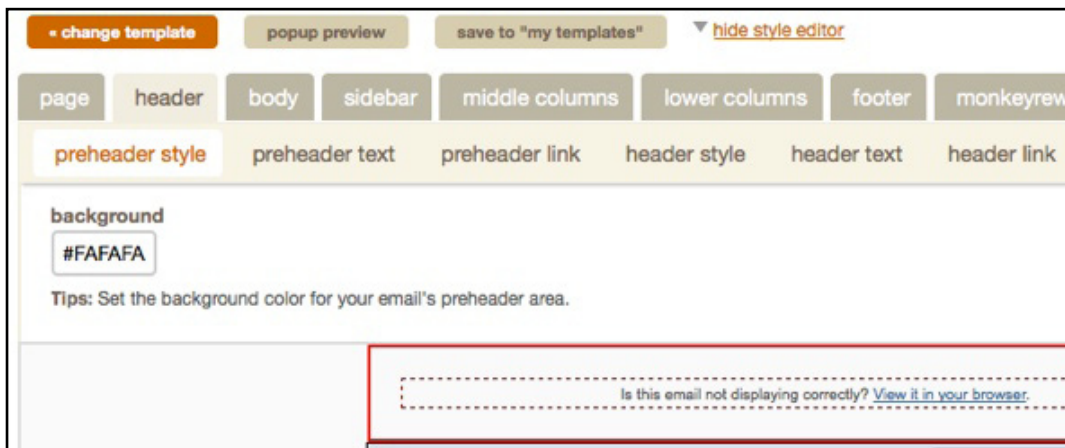 « change template popup preview save to "my templates" hide style editor
page header body sidebar middle columns lower columns footer monkeyrew
preheader style preheader text preheader link header style header text header link
background
#FAFAFA
Tips: Set the background color for your email's preheader area.
Is this email not displaying correctly? View it in your browser.